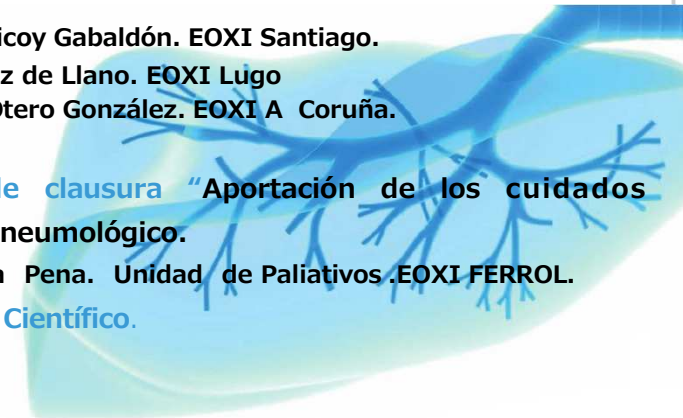 icoy Gabaldón. EOXI Santiago.
z de Llano. EOXI Lugo
Otero González. EOXI A Coruña.
le clausura “Aportación de los cuidados
neumológico.
Pena. Unidad de Paliativos .EOXI FERROL.
Científico.